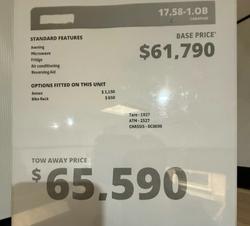 17.58-1.OB
STANDARD FEATURES
BASE PRICE*
$61,790
Awning
Microwave
Fridge
Air conditioning
Reversing Aid
OPTIONS FITTED ON THIS UNIT
Annex $ 3,150
Bike Rack $ 650
Tare - 1927
ATM - 2527
TOW AWAY PRICE
$65,590